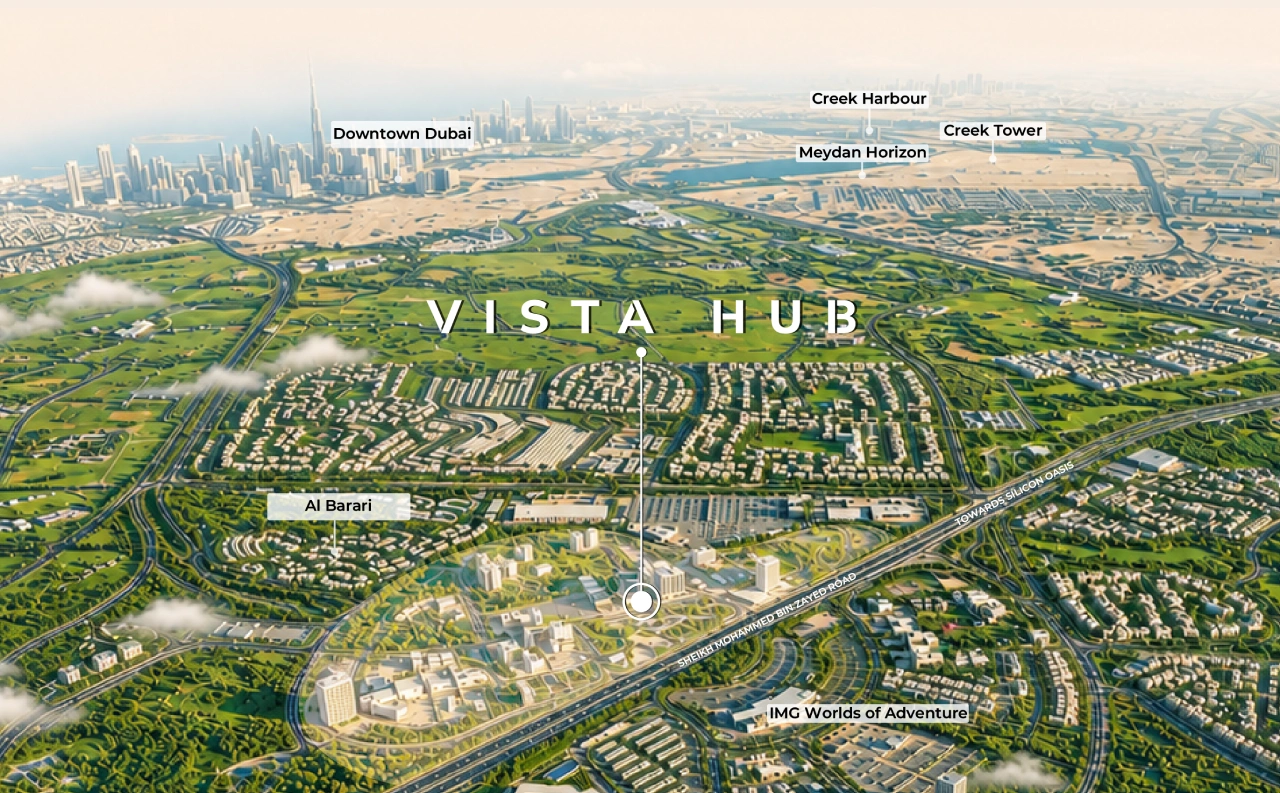 Creek Harbour
Downtown Dubai
Creek Tower
Meydan Horizon
VISTA HUB
TOWARDS SILICON OASIS
Al Barari
SHEIKH MOHAMMED BIN-ZAYED ROAD
IMG Worlds of Adventure